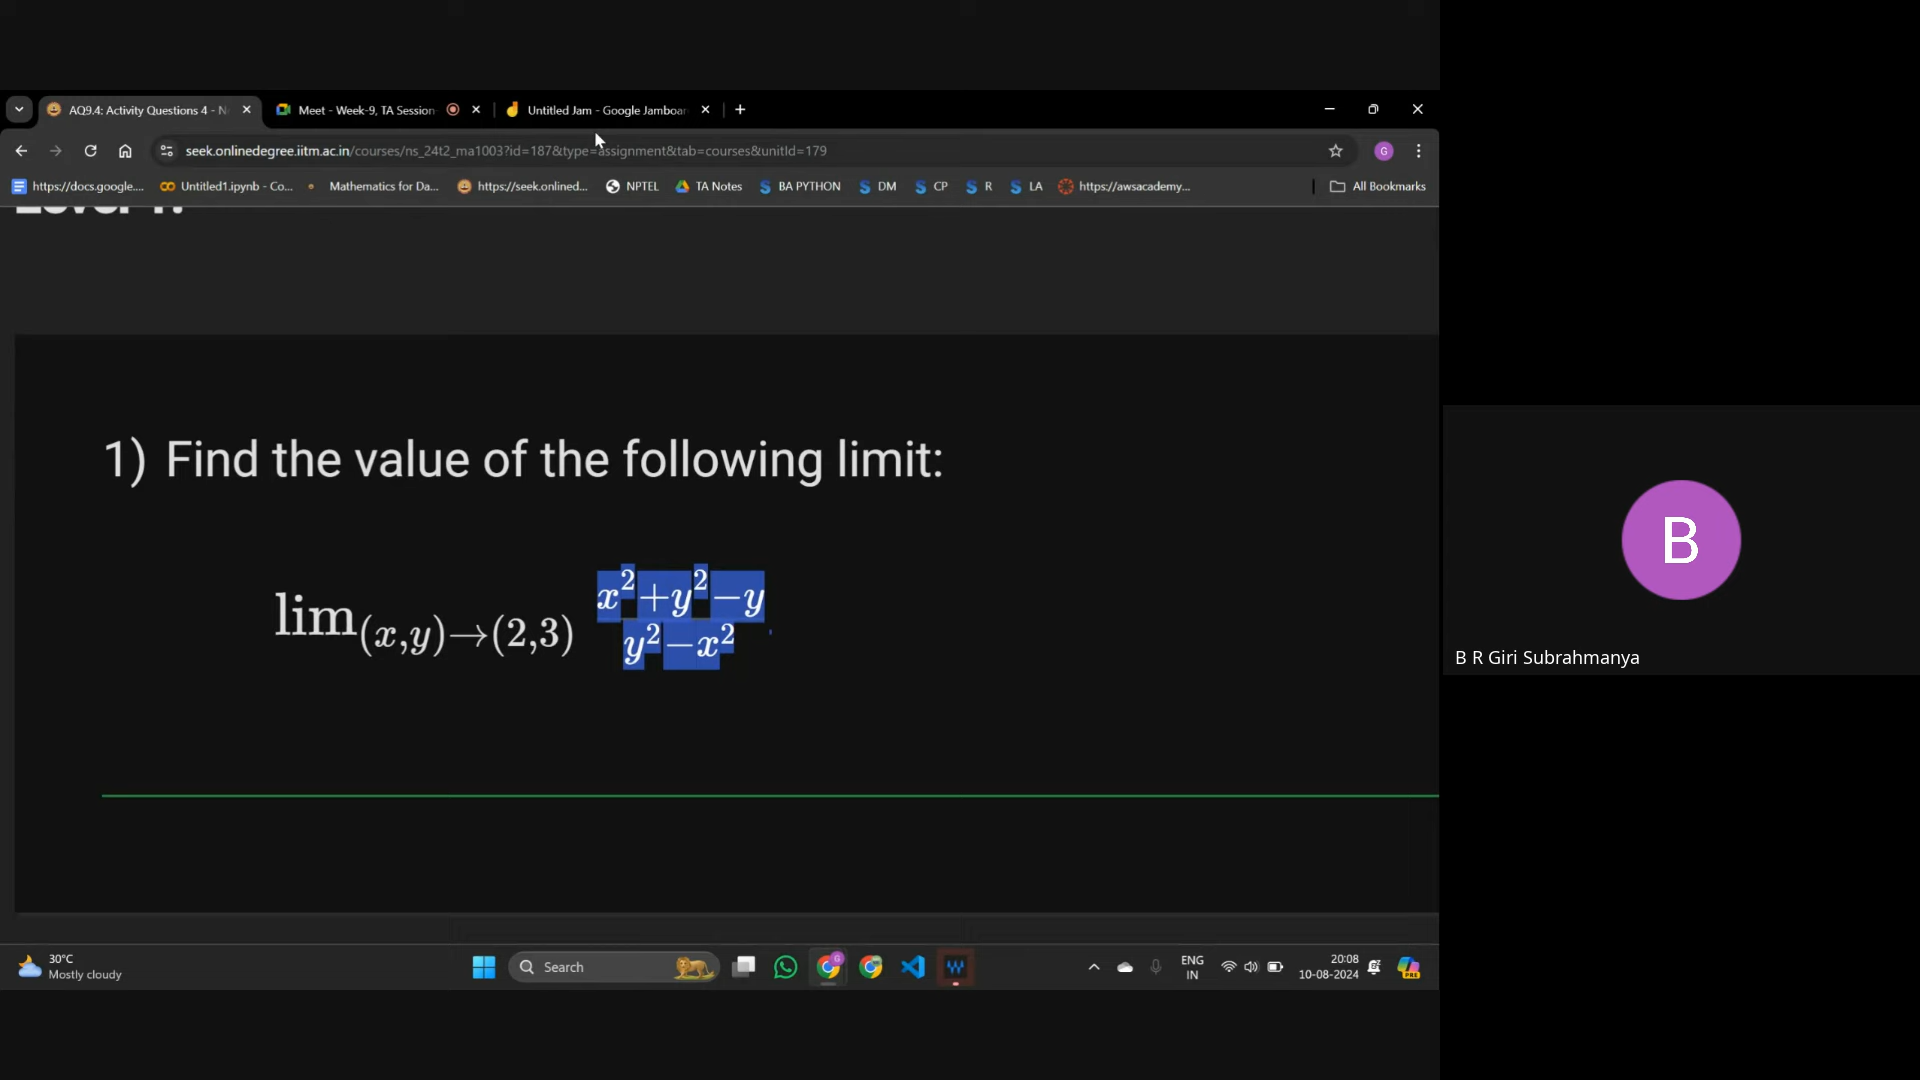 AQ9.4: Activity Questions 4 - N
Meet - Week-9, TA Session
Untitled Jam - Google Jamboar
seek.onlinedegree.iitm.ac.in/courses/ns_24t2_ma1003?id=187&type=assignment&tab=courses&unitId=179
G
https://docs.google....
Untitled1.ipynb - Co...
Mathematics for Da...
https://seek.onlined...
NPTEL
TA Notes
BA PYTHON
DM
CP
R
LA
https://awsacademy...
All Bookmarks
1) Find the value of the following limit:
lim(x,y)→(2,3) x²+y²−y
y²−x²
B
B R Giri Subrahmanya
30°C
Mostly cloudy
Search
ENG
IN
20:08
10-08-2024